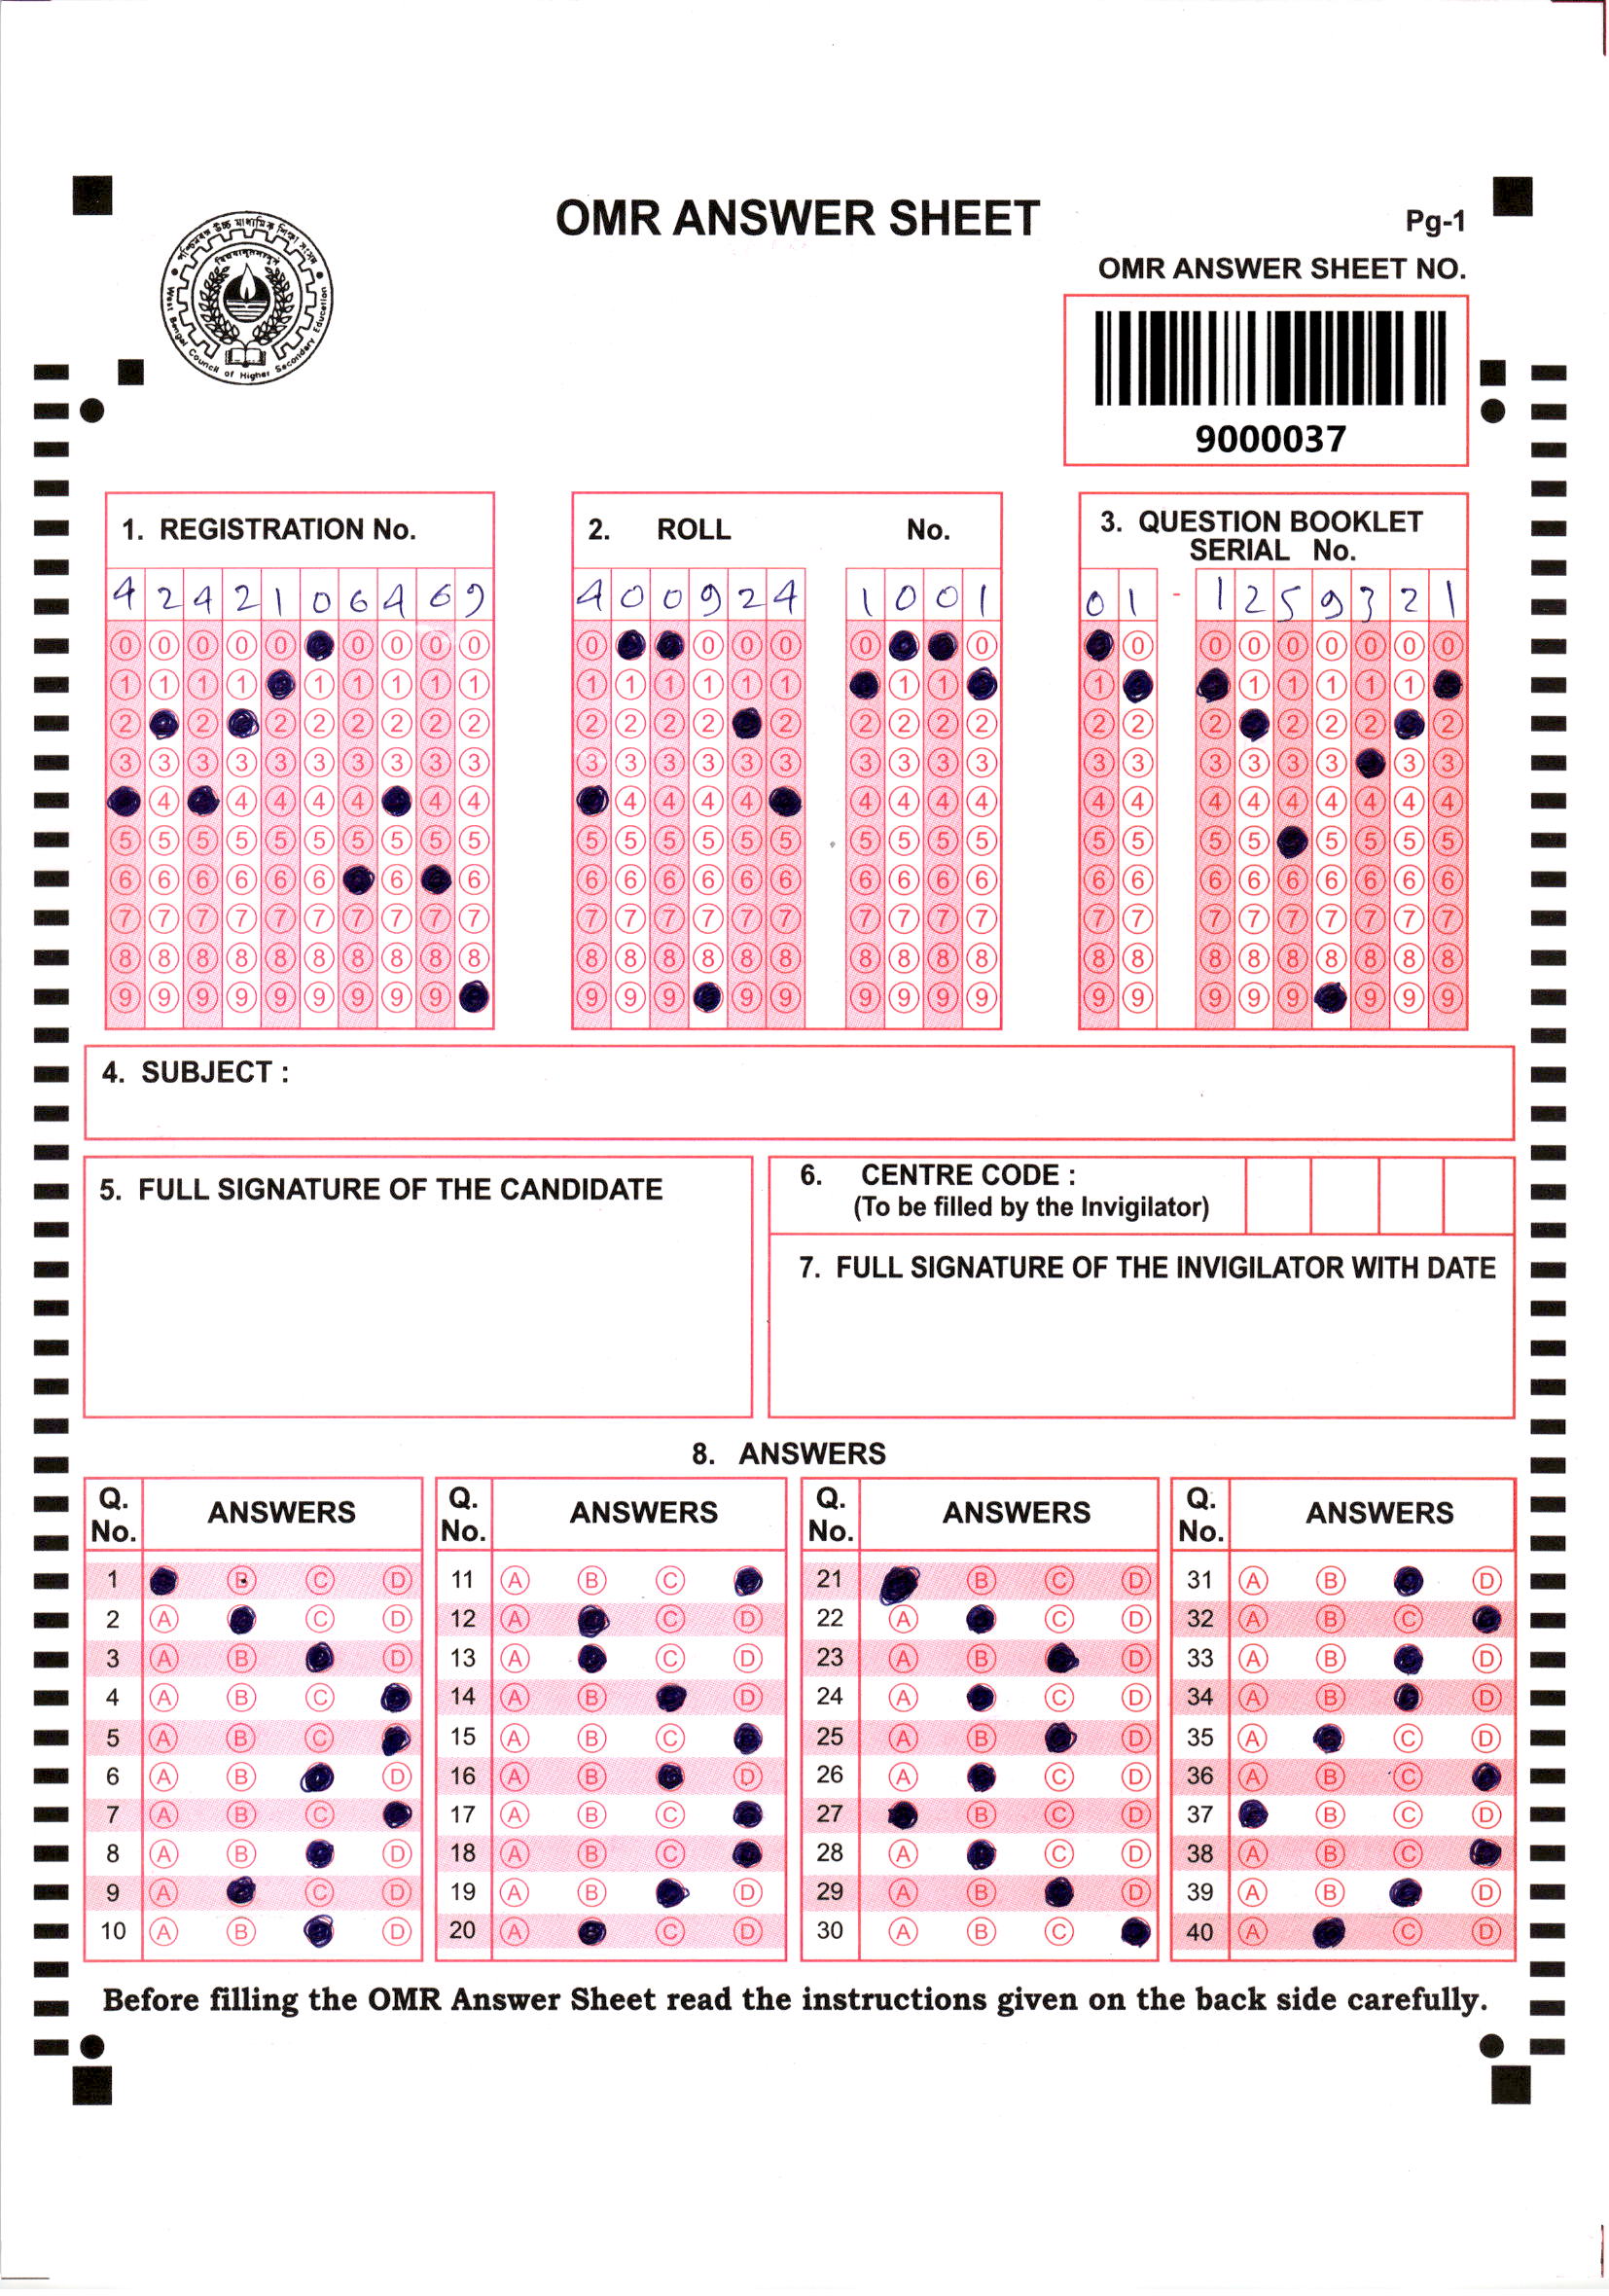 OMR ANSWER SHEET
Pg-1
OMR ANSWER SHEET NO.
9000037
West Bengal Council of Higher Secondary Education
1. REGISTRATION No.
4 2 4 2 1 0 6 4 6 9
2. ROLL No.
4 0 0 9 2 4 1 0 0 1
3. QUESTION BOOKLET
SERIAL No.
0 1 - 1 2 5 9 3 2 1
4. SUBJECT :
5. FULL SIGNATURE OF THE CANDIDATE
6. CENTRE CODE :
(To be filled by the Invigilator)
7. FULL SIGNATURE OF THE INVIGILATOR WITH DATE
8. ANSWERS
Q. No. ANSWERS Q. No. ANSWERS Q. No. ANSWERS Q. No. ANSWERS
1 B C D 11 A B C 21 B C D 31 A B D
2 A C D 12 A C D 22 A C D 32 A B C
3 A B D 13 A C D 23 A B D 33 A B D
4 A B C 14 A B D 24 A C D 34 A B D
5 A B C 15 A B C 25 A B D 35 A C D
6 A B D 16 A B D 26 A C D 36 A B C
7 A B C 17 A B C 27 B C D 37 B C D
8 A B D 18 A B C 28 A C D 38 A B C
9 A C D 19 A B D 29 A B D 39 A B D
10 A B D 20 A C D 30 A B C 40 A C D
Before filling the OMR Answer Sheet read the instructions given on the back side carefully.